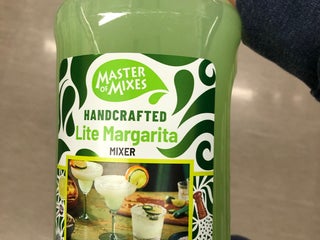 MASTER
OF MIXES
HANDCRAFTED
Lite Margarita
MIXER